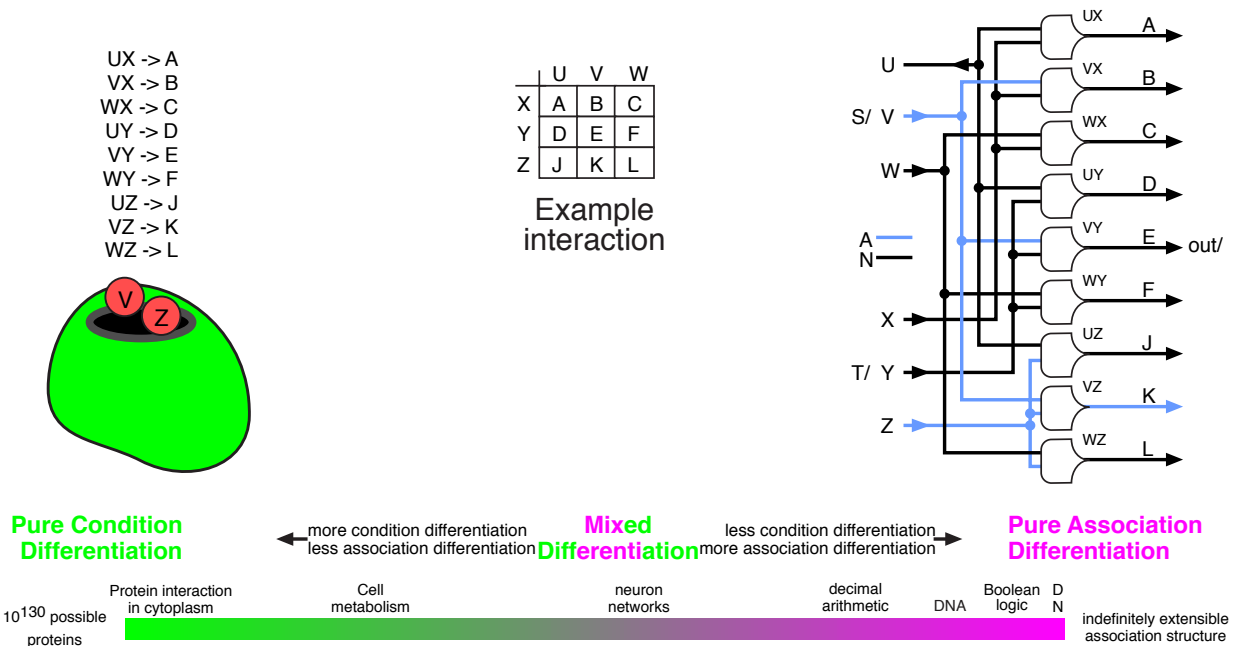 UX -> A
VX -> B
WX -> C
UY -> D
VY -> E
WY -> F
UZ -> J
VZ -> K
WZ -> L
V
Z
U V W
X A B C
Y D E F
Z J K L
Example
interaction
U
S/ V
W
A
N
X
T/ Y
Z
UX A
VX B
WX C
UY D
VY E out/
WY F
UZ J
VZ K
WZ L
Pure Condition
Differentiation
more condition differentiation
less association differentiation
Mixed
Differentiation
less condition differentiation
more association differentiation
Pure Association
Differentiation
10^130 possible
proteins
Protein interaction
in cytoplasm
Cell
metabolism
neuron
networks
decimal
arithmetic
DNA
Boolean
logic
D
N
indefinitely extensible
association structure